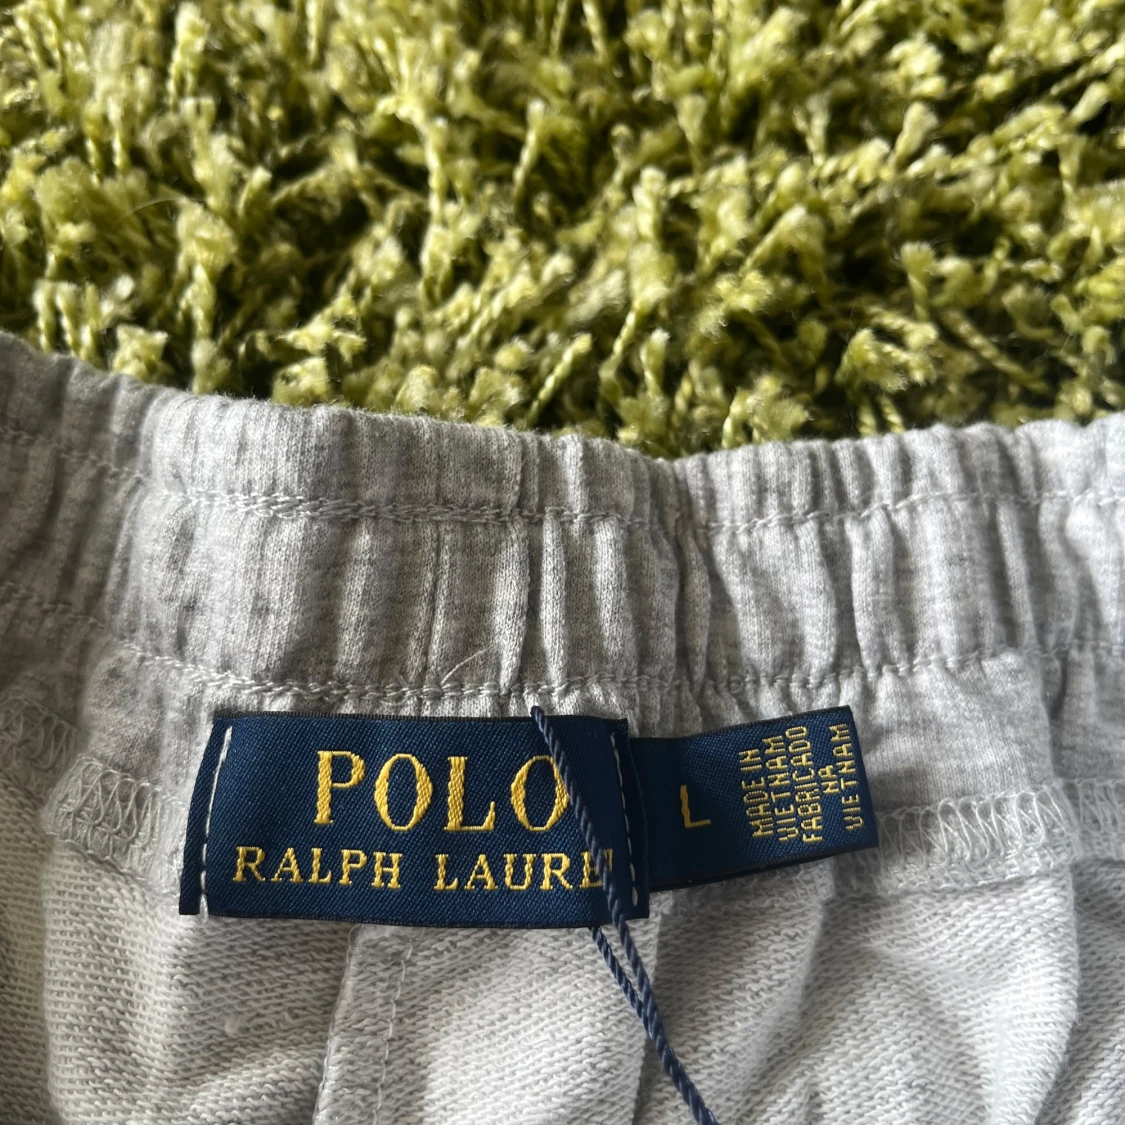 POLO
RALPH LAUREN
L
MADE IN
VIETNAM
FABRICADO
NA
VIETNAM